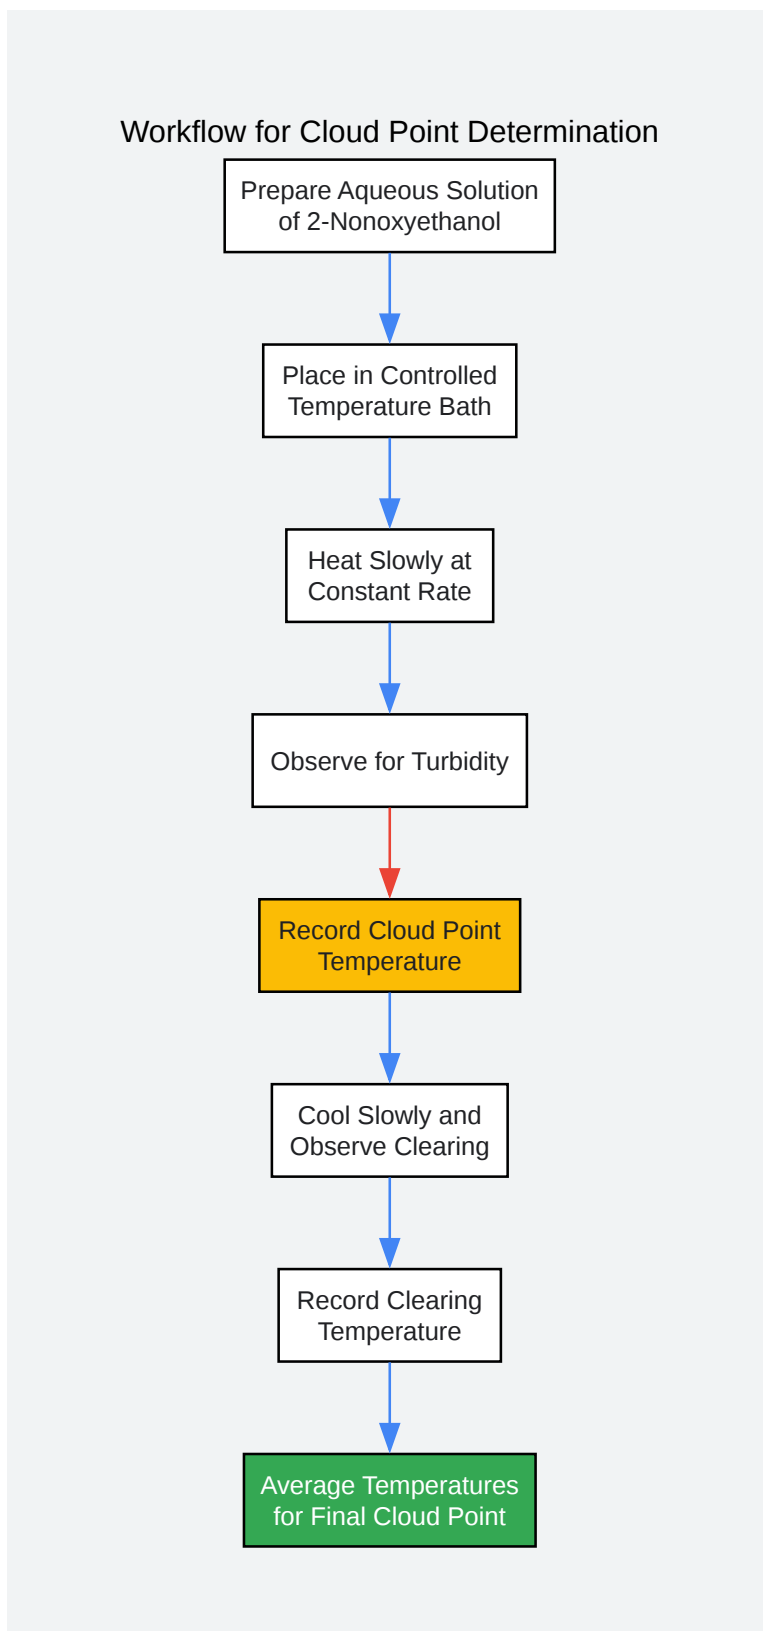 Workflow for Cloud Point Determination
Prepare Aqueous Solution
of 2-Nonoxyethanol
Place in Controlled
Temperature Bath
Heat Slowly at
Constant Rate
Observe for Turbidity
Record Cloud Point
Temperature
Cool Slowly and
Observe Clearing
Record Clearing
Temperature
Average Temperatures
for Final Cloud Point